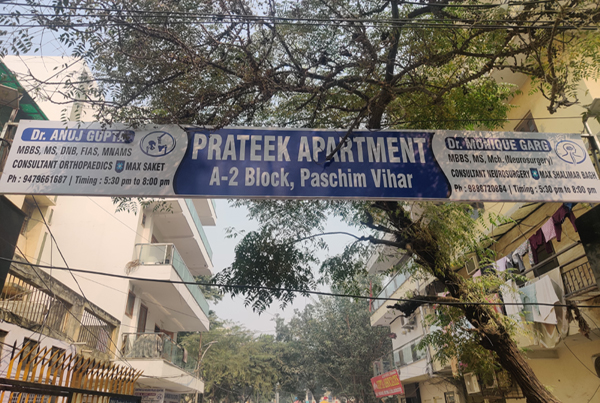 Dr. ANUJ GUPTA
MBBS, MS, DNB, FIAS, MNAMS
CONSULTANT ORTHOPAEDICS MAX SAKET
Ph : 9479661687 | Timing : 5:30 pm to 8:00 pm
PRATEEK APARTMENT
A-2 Block, Paschim Vihar
Dr. MONIQUE GARG
MBBS, MS, Mch. (Neurosurgery)
CONSULTANT NEUROSURGERY MAX SHALIMAR BAGH
Timing : 5:30 pm to 8:00 pm